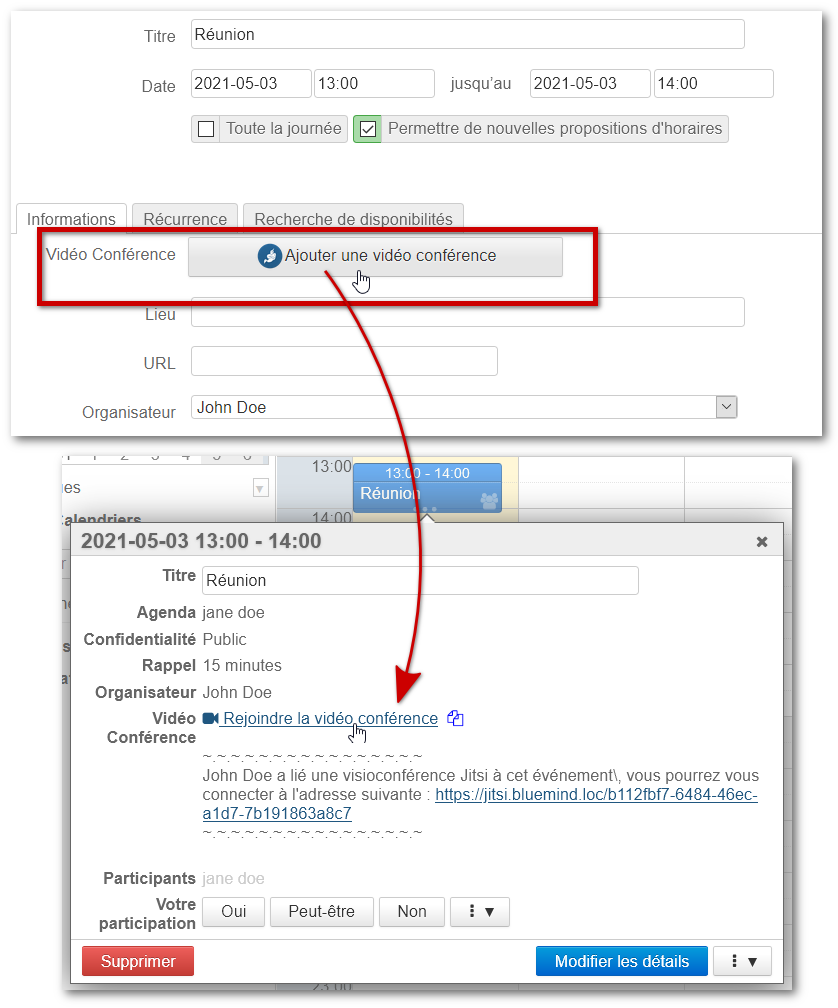 Titre Réunion
Date 2021-05-03 13:00 jusqu'au 2021-05-03 14:00
Toute la journée Permettre de nouvelles propositions d'horaires
Informations Récurrence Recherche de disponibilités
Vidéo Conférence Ajouter une vidéo conférence
Lieu
URL
Organisateur John Doe
13:00 13:00 - 14:00
Réunion
14:00
2021-05-03 13:00 - 14:00
Titre Réunion
Agenda jane doe
Confidentialité Public
Rappel 15 minutes
Organisateur John Doe
Vidéo Conférence Rejoindre la vidéo conférence
~.~.~.~.~.~.~.~.~.~.~.~.~.~.~.~.~.~
John Doe a lié une visioconférence Jitsi à cet événement\, vous pourrez vous
connecter à l'adresse suivante : https://jitsi.bluemind.loc/b112fbf7-6484-46ec-
a1d7-7b191863a8c7
~.~.~.~.~.~.~.~.~.~.~.~.~.~.~.~.~.~
Participants jane doe
Votre participation Oui Peut-être Non
Supprimer Modifier les détails
23:00